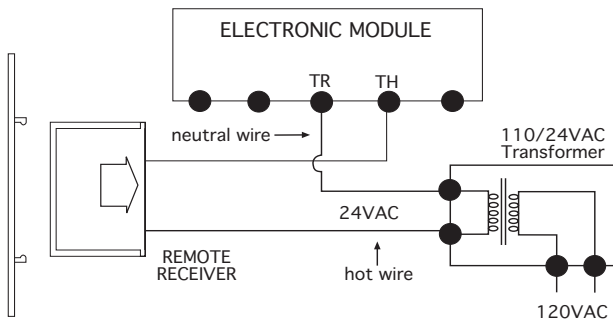 ELECTRONIC MODULE
TR
TH
neutral wire
110/24VAC
Transformer
24VAC
REMOTE
RECEIVER
hot wire
120VAC